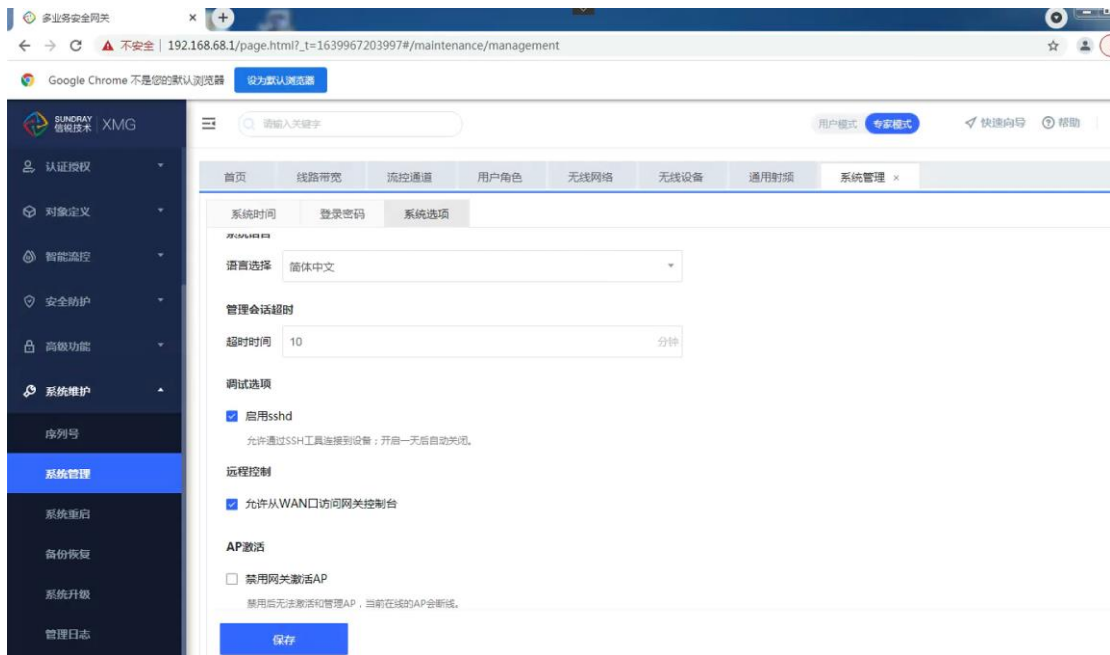 多业务安全网关
不安全 192.168.68.1/page.html?_t=1639967203997#/maintenance/management
Google Chrome 不是您的默认浏览器 设为默认浏览器
SUNDRAY 信锐技术 XMG
请输入关键字
用户模式 专家模式 快速向导 帮助
认证授权
对象定义
智能流控
安全防护
高级功能
系统维护
序列号
系统管理
系统重启
备份恢复
系统升级
管理日志
首页 线路带宽 流控通道 用户角色 无线网络 无线设备 通用射频 系统管理 ×
系统时间 登录密码 系统选项
系统语言
语言选择 简体中文
管理会话超时
超时时间 10 分钟
调试选项
启用sshd
允许通过SSH工具连接到设备；开启一天后自动关闭。
远程控制
允许从WAN口访问网关控制台
AP激活
禁用网关激活AP
禁用后无法激活和管理AP，当前在线的AP会断线。
保存